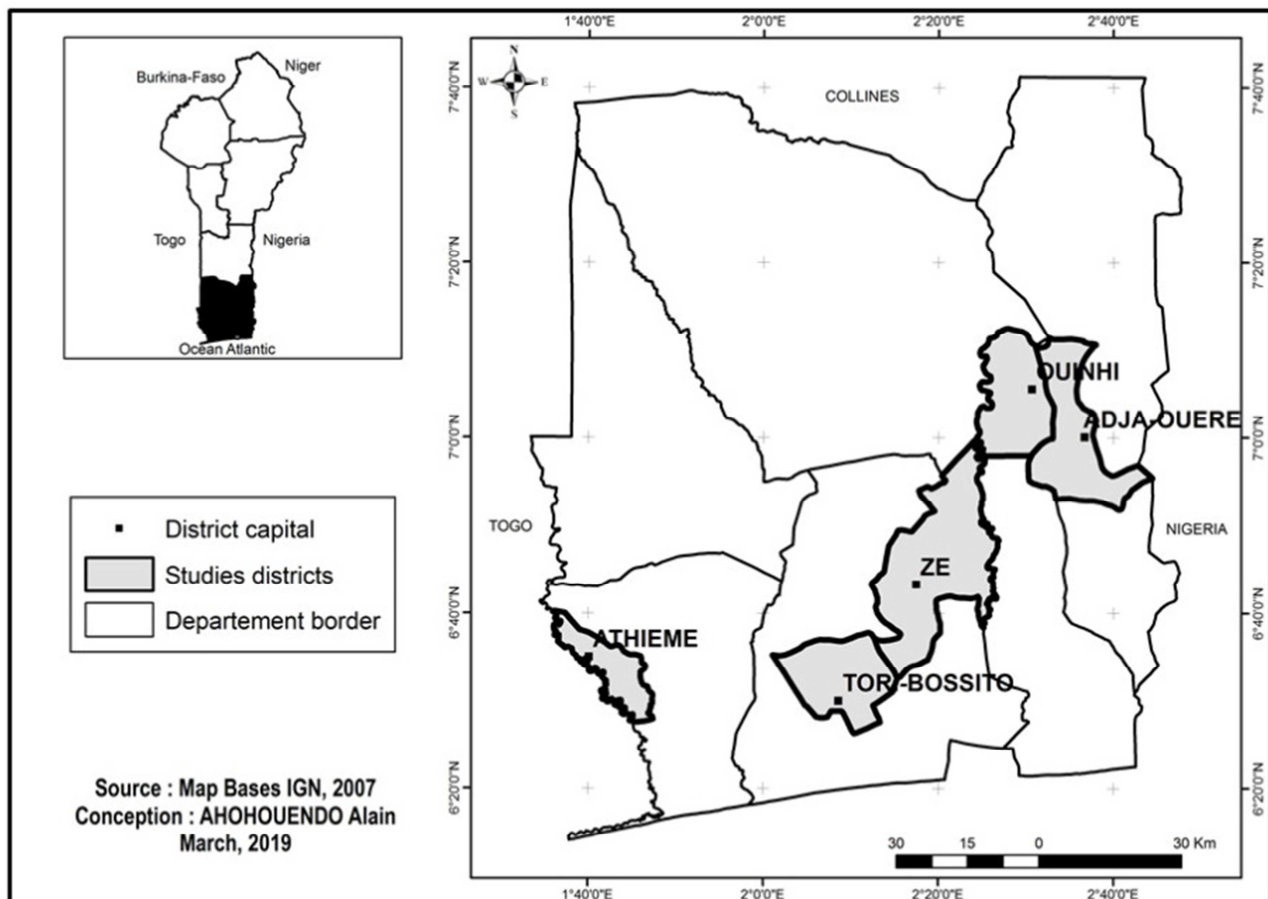 1°40'0"E 2°0'0"E 2°20'0"E 2°40'0"E
Burkina-Faso
Niger
Togo
Nigeria
Ocean Atlantic
N
W E
S
7°40'0"N 7°40'0"N
COLLINES
7°20'0"N 7°20'0"N
OUINHI
ADJA-OUERE
7°0'0"N 7°0'0"N
TOGO
NIGERIA
ZE
6°40'0"N 6°40'0"N
ATHIEME
TORI-BOSSITO
6°20'0"N 6°20'0"N
District capital
Studies districts
Departement border
Source : Map Bases IGN, 2007
Conception : AHOHOUENDO Alain
March, 2019
30 15 0 30 Km
1°40'0"E 2°0'0"E 2°20'0"E 2°40'0"E